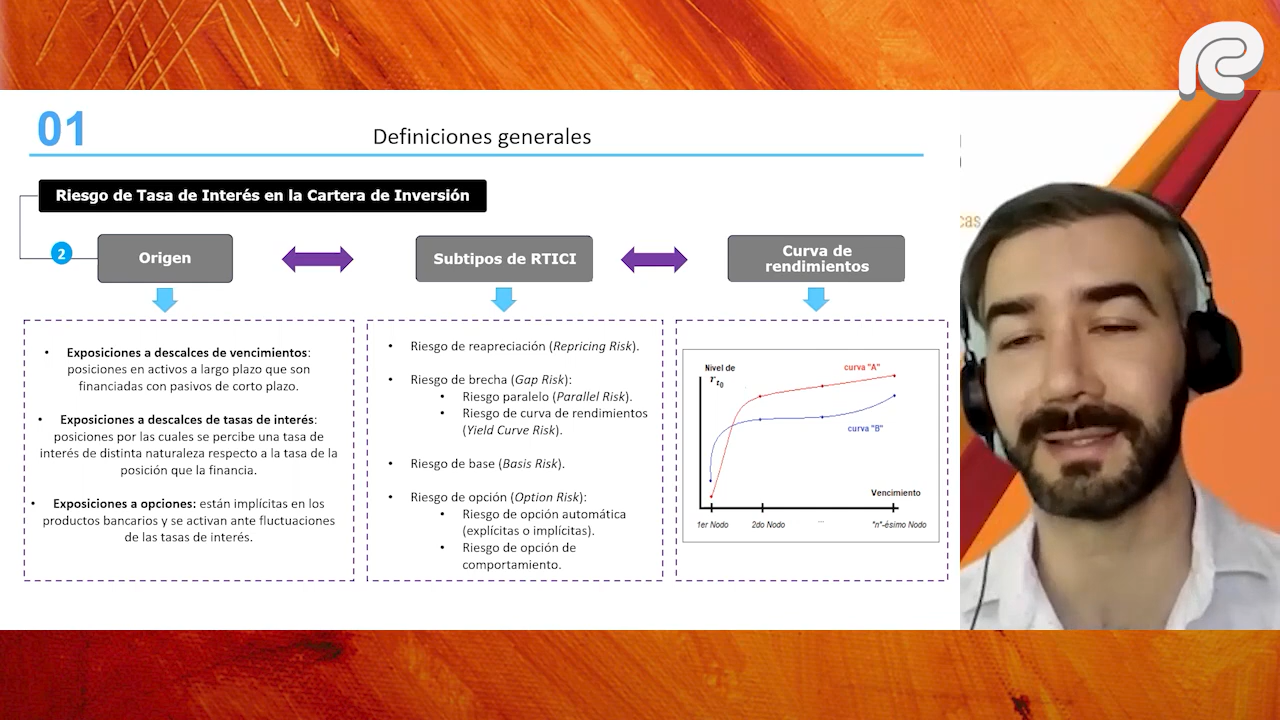 01
Definiciones generales
Riesgo de Tasa de Interés en la Cartera de Inversión
2
Origen
Subtipos de RTICI
Curva de
rendimientos
• Exposiciones a descalces de vencimientos:
posiciones en activos a largo plazo que son
financiadas con pasivos de corto plazo.
• Exposiciones a descalces de tasas de interés:
posiciones por las cuales se percibe una tasa de
interés de distinta naturaleza respecto a la tasa de la
posición que la financia.
• Exposiciones a opciones: están implícitas en los
productos bancarios y se activan ante fluctuaciones
de las tasas de interés.
• Riesgo de reapreciación (Repricing Risk).
• Riesgo de brecha (Gap Risk):
• Riesgo paralelo (Parallel Risk).
• Riesgo de curva de rendimientos
(Yield Curve Risk).
• Riesgo de base (Basis Risk).
• Riesgo de opción (Option Risk):
• Riesgo de opción automática
(explícitas o implícitas).
• Riesgo de opción de
comportamiento.
Nivel de
r t0
curva "A"
curva "B"
Vencimiento
1er Nodo
2do Nodo
...
"n"-ésimo Nodo
cas